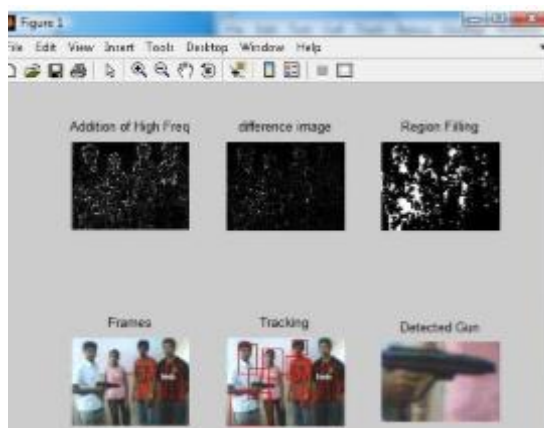 Figure 1
File Edit View Insert Tools Desktop Window Help
Addition of High Freq
difference image
Region Filling
Frames
Tracking
Detected Gun